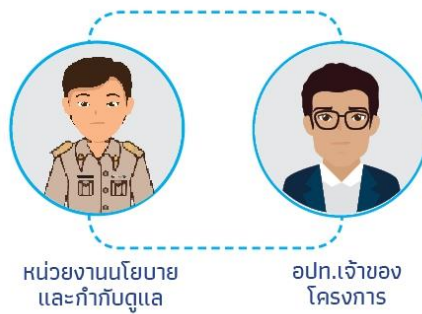 หน่วยงานนโยบาย
และกำกับดูแล
อปท.เจ้าของ
โครงการ